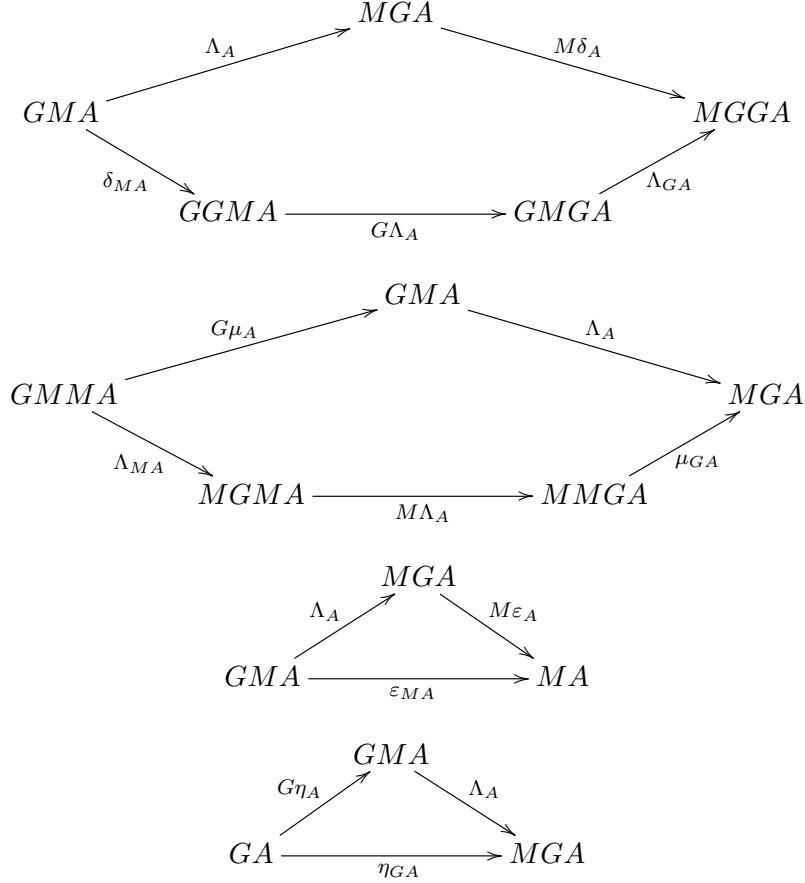 MGA
Λ_A
Mδ_A
GMA
MGGA
δ_{MA}
Λ_{GA}
GGMA
GMGA
GΛ_A
GMA
Gμ_A
Λ_A
GMMA
MGA
Λ_{MA}
μ_{GA}
MGMA
MMGA
MΛ_A
MGA
Λ_A
Mε_A
GMA
MA
ε_{MA}
GMA
Gη_A
Λ_A
GA
MGA
η_{GA}